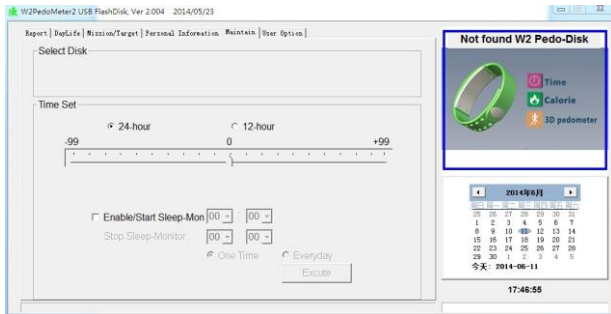 W2PedoMeter2 USB FlashDisk, Ver 2.004 2014/05/23
Report | DayLife | Mission/Target | Personal Information Maintain | User Option |
Select Disk
Time Set
24-hour 12-hour
-99 0 +99
Enable/Start Sleep-Mon 00 00
Stop Sleep-Monitor 00 00
One Time Everyday
Excute
Not found W2 Pedo-Disk
Time
Calorie
3D pedometer
2014年6月
25 26 27 28 29 30 31
1 2 3 4 5 6 7
8 9 10 11 12 13 14
15 16 17 18 19 20 21
22 23 24 25 26 27 28
29 30 1 2 3 4 5
今天: 2014-06-11
17:46:55